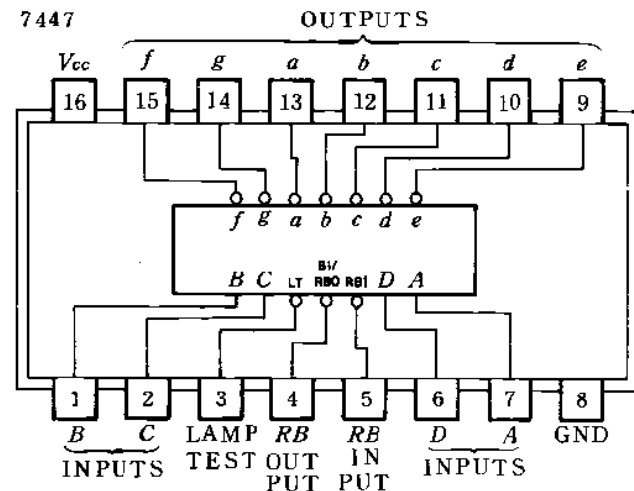 7447
OUTPUTS
Vcc f g a b c d e
16 15 14 13 12 11 10 9
f g a b c d e
BI/
B C LT RBO RBI D A
1 2 3 4 5 6 7 8
B C LAMP RB RB D A GND
INPUTS TEST OUT IN INPUTS
PUT PUT